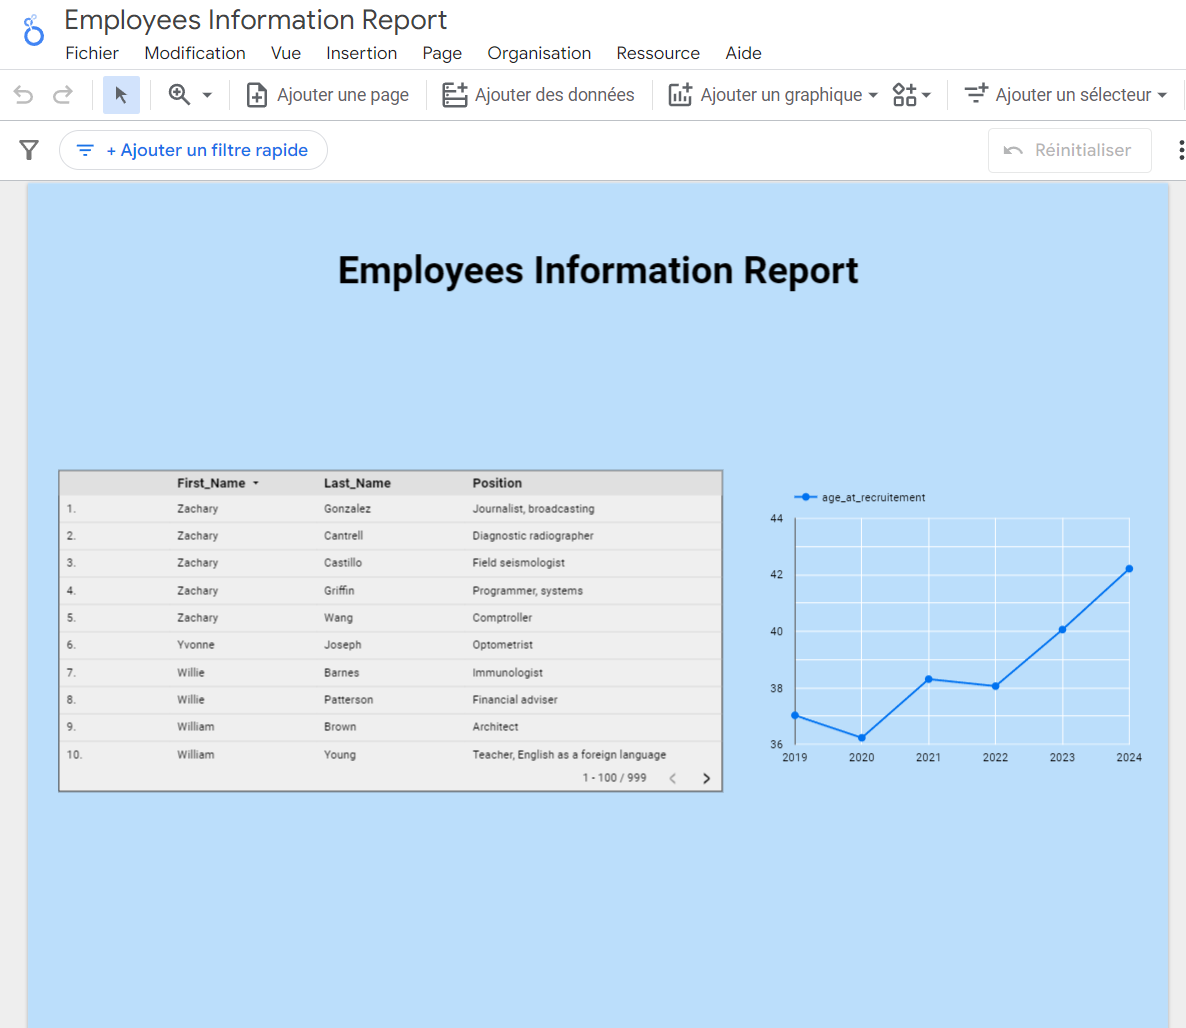 Employees Information Report
Fichier Modification Vue Insertion Page Organisation Ressource Aide
Ajouter une page Ajouter des données Ajouter un graphique Ajouter un sélecteur
+ Ajouter un filtre rapide Réinitialiser
Employees Information Report
First_Name Last_Name Position
1. Zachary Gonzalez Journalist, broadcasting
2. Zachary Cantrell Diagnostic radiographer
3. Zachary Castillo Field seismologist
4. Zachary Griffin Programmer, systems
5. Zachary Wang Comptroller
6. Yvonne Joseph Optometrist
7. Willie Barnes Immunologist
8. Willie Patterson Financial adviser
9. William Brown Architect
10. William Young Teacher, English as a foreign language
1 - 100 / 999
age_at_recruitement
44
42
40
38
36
2019 2020 2021 2022 2023 2024